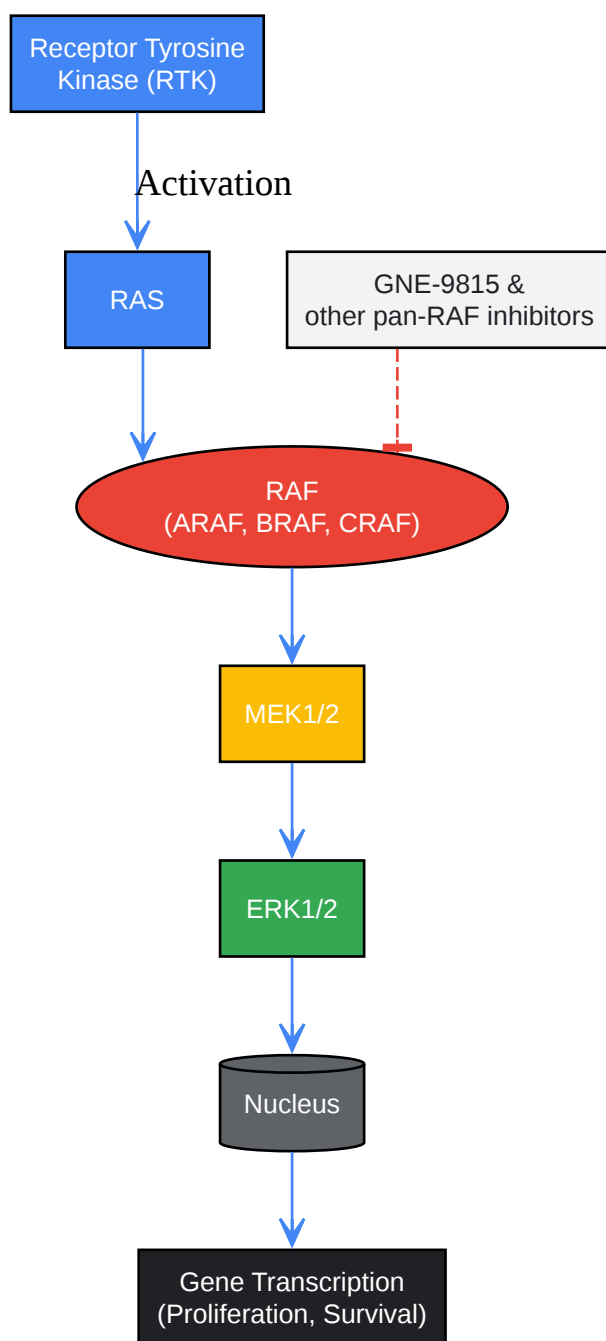 Receptor Tyrosine
Kinase (RTK)
Activation
RAS
GNE-9815 &
other pan-RAF inhibitors
RAF
(ARAF, BRAF, CRAF)
MEK1/2
ERK1/2
Nucleus
Gene Transcription
(Proliferation, Survival)